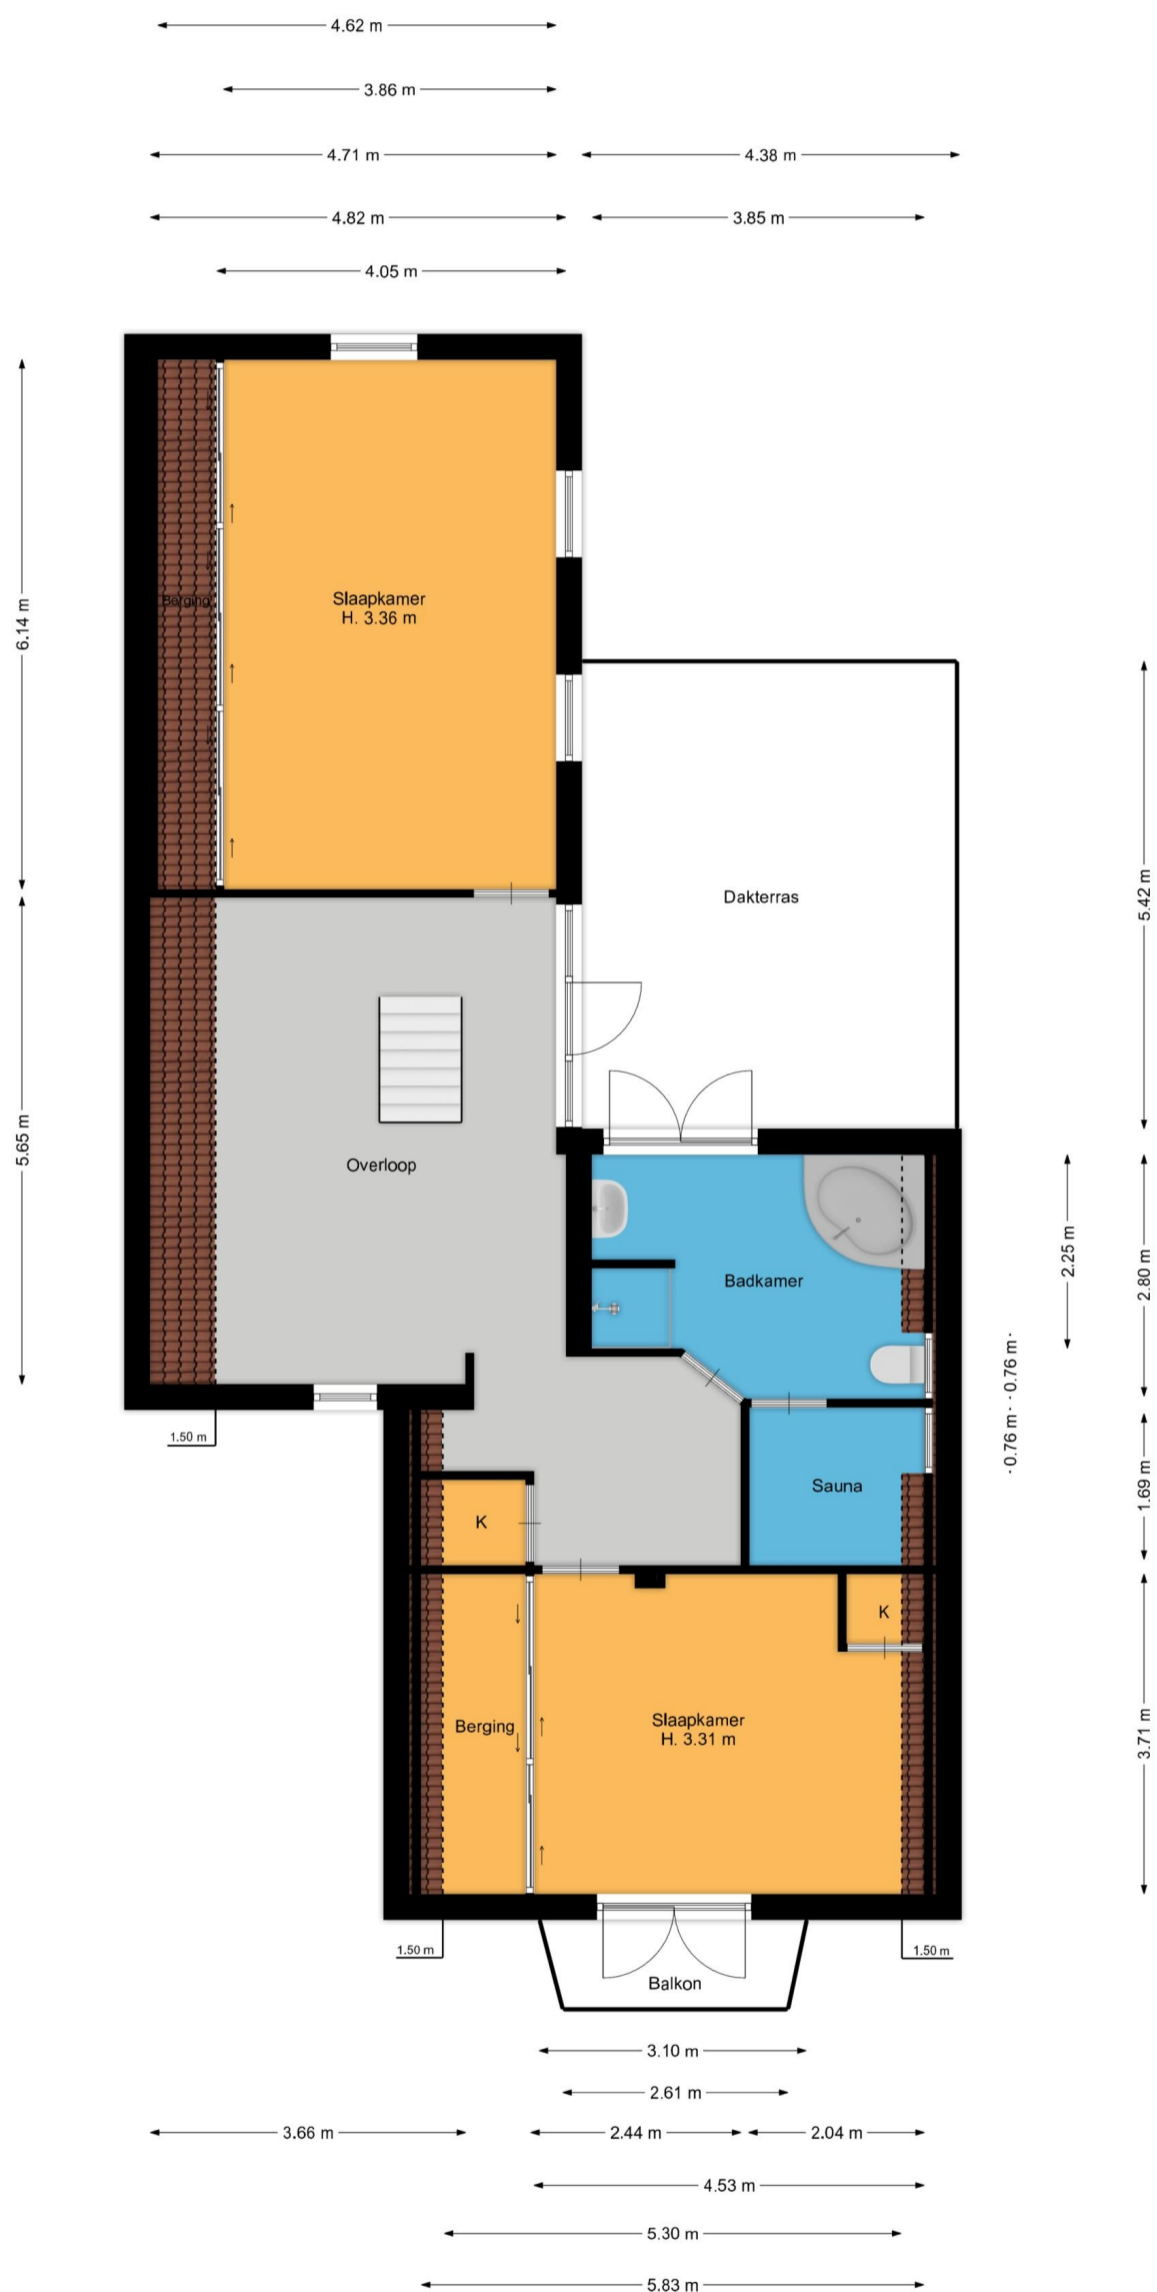 4.62 m
3.86 m
4.71 m
4.38 m
4.82 m
3.85 m
4.05 m
Slaapkamer
H. 3.36 m
Berging
6.14 m
Dakterras
5.42 m
Overloop
5.65 m
Badkamer
2.25 m
2.80 m
0.76 m
0.76 m
1.50 m
Sauna
1.69 m
K
K
Slaapkamer
H. 3.31 m
Berging
3.71 m
1.50 m
1.50 m
Balkon
3.10 m
2.61 m
3.66 m
2.44 m
2.04 m
4.53 m
5.30 m
5.83 m